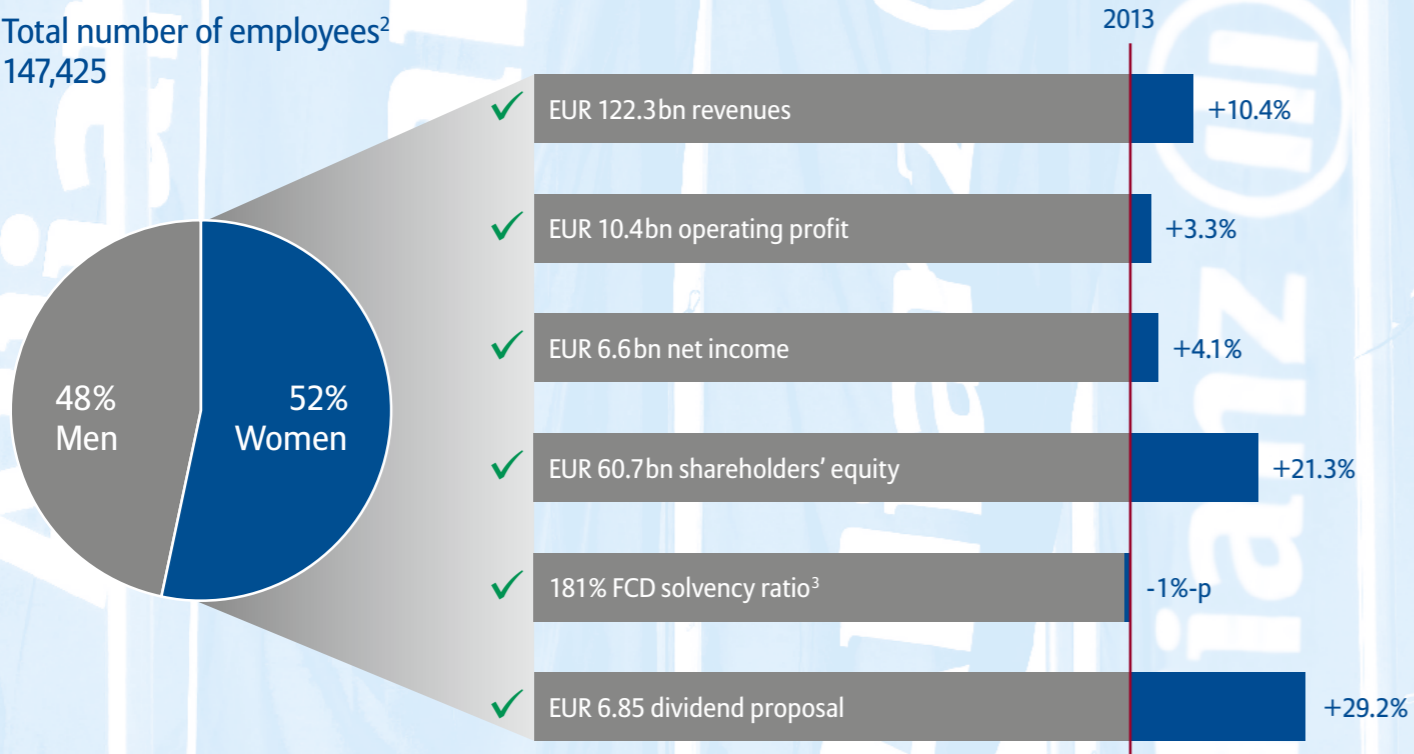 Total number of employees²
147,425
2013
EUR 122.3bn revenues
+10.4%
EUR 10.4bn operating profit
+3.3%
EUR 6.6bn net income
+4.1%
48%
Men
52%
Women
EUR 60.7bn shareholders' equity
+21.3%
181% FCD solvency ratio³
-1%-p
EUR 6.85 dividend proposal
+29.2%
ianz